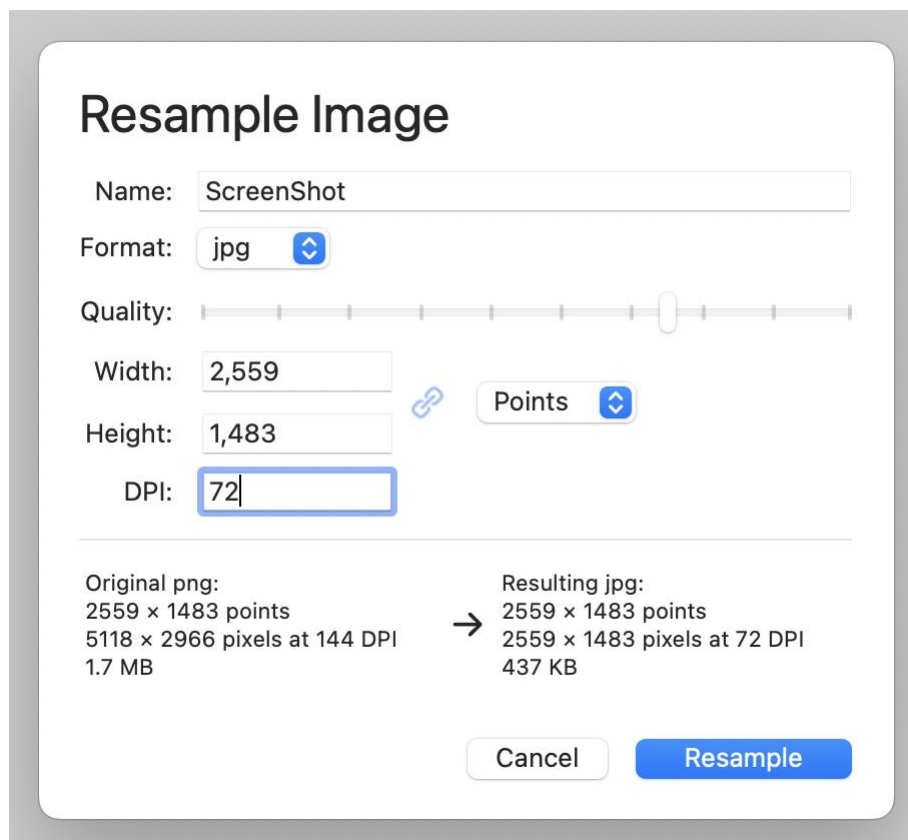 Resample Image
Name: ScreenShot
Format: jpg
Quality:
Width: 2,559
Points
Height: 1,483
DPI: 72
Original png:
2559 × 1483 points
5118 × 2966 pixels at 144 DPI
1.7 MB
Resulting jpg:
2559 × 1483 points
2559 × 1483 pixels at 72 DPI
437 KB
Cancel
Resample